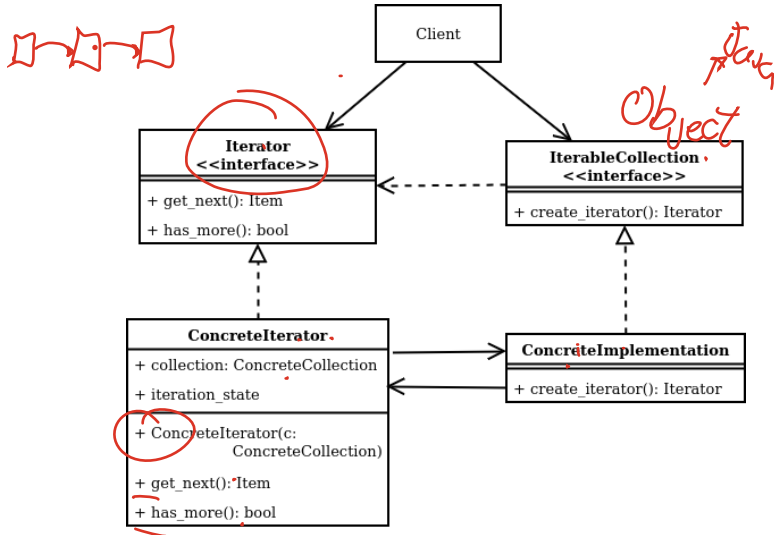 Client
Java
Object
Iterator
<<interface>>
+ get_next(): Item
+ has_more(): bool
IterableCollection
<<interface>>
+ create_iterator(): Iterator
ConcreteIterator
+ collection: ConcreteCollection
+ iteration_state
+ ConcreteIterator(c:
ConcreteCollection)
+ get_next(): Item
+ has_more(): bool
ConcreteImplementation
+ create_iterator(): Iterator